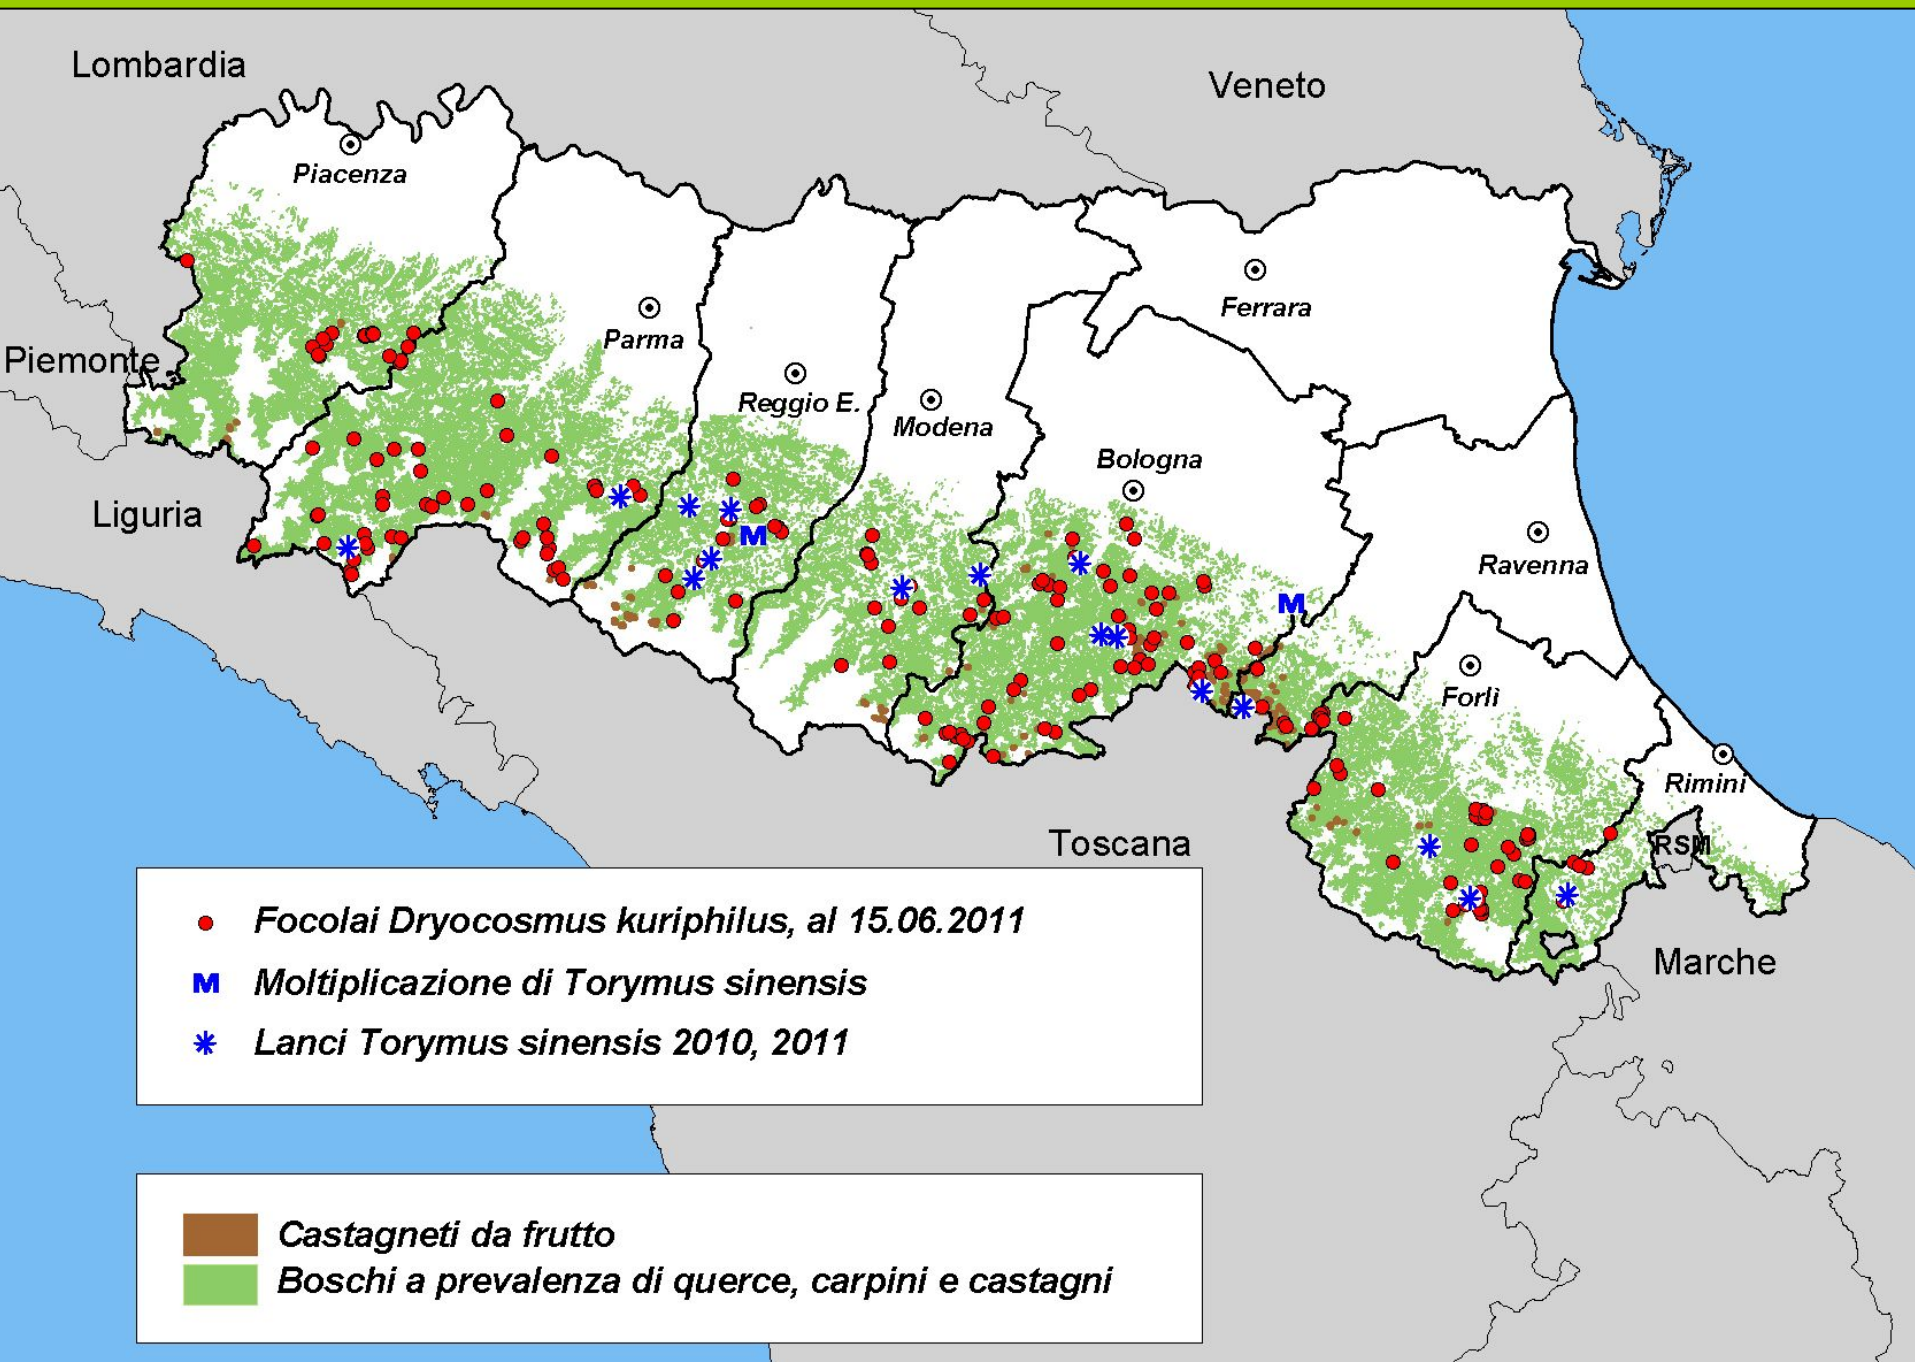 Lombardia
Veneto
Piacenza
Ferrara
Parma
Piemonte
Reggio E.
Modena
Bologna
Liguria
Ravenna
Forlì
Rimini
Toscana
RSM
M
M
Marche
Focolai Dryocosmus kuriphilus, al 15.06.2011
M Moltiplicazione di Torymus sinensis
Lanci Torymus sinensis 2010, 2011
Castagneti da frutto
Boschi a prevalenza di querce, carpini e castagni